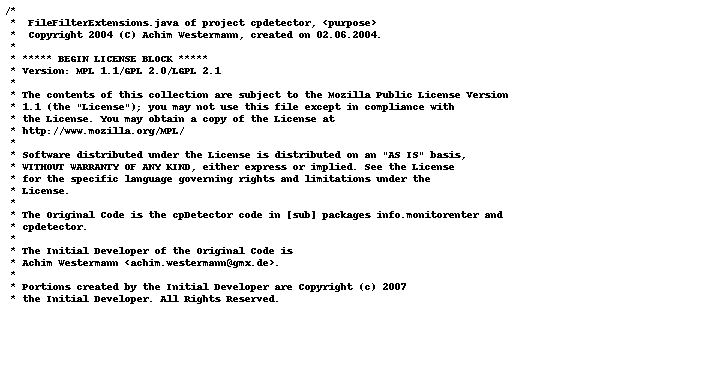 /*
 *  FileFilterExtensions.java of project cpdetector, <purpose>
 *  Copyright 2004 (C) Achim Westermann, created on 02.06.2004.
 *
 * ***** BEGIN LICENSE BLOCK *****
 * Version: MPL 1.1/GPL 2.0/LGPL 2.1
 *
 * The contents of this collection are subject to the Mozilla Public License Version
 * 1.1 (the "License"); you may not use this file except in compliance with
 * the License. You may obtain a copy of the License at
 * http://www.mozilla.org/MPL/
 *
 * Software distributed under the License is distributed on an "AS IS" basis,
 * WITHOUT WARRANTY OF ANY KIND, either express or implied. See the License
 * for the specific language governing rights and limitations under the
 * License.
 *
 * The Original Code is the cpDetector code in [sub] packages info.monitorenter and
 * cpdetector.
 *
 * The Initial Developer of the Original Code is
 * Achim Westermann <achim.westermann@gmx.de>.
 *
 * Portions created by the Initial Developer are Copyright (c) 2007
 * the Initial Developer. All Rights Reserved.